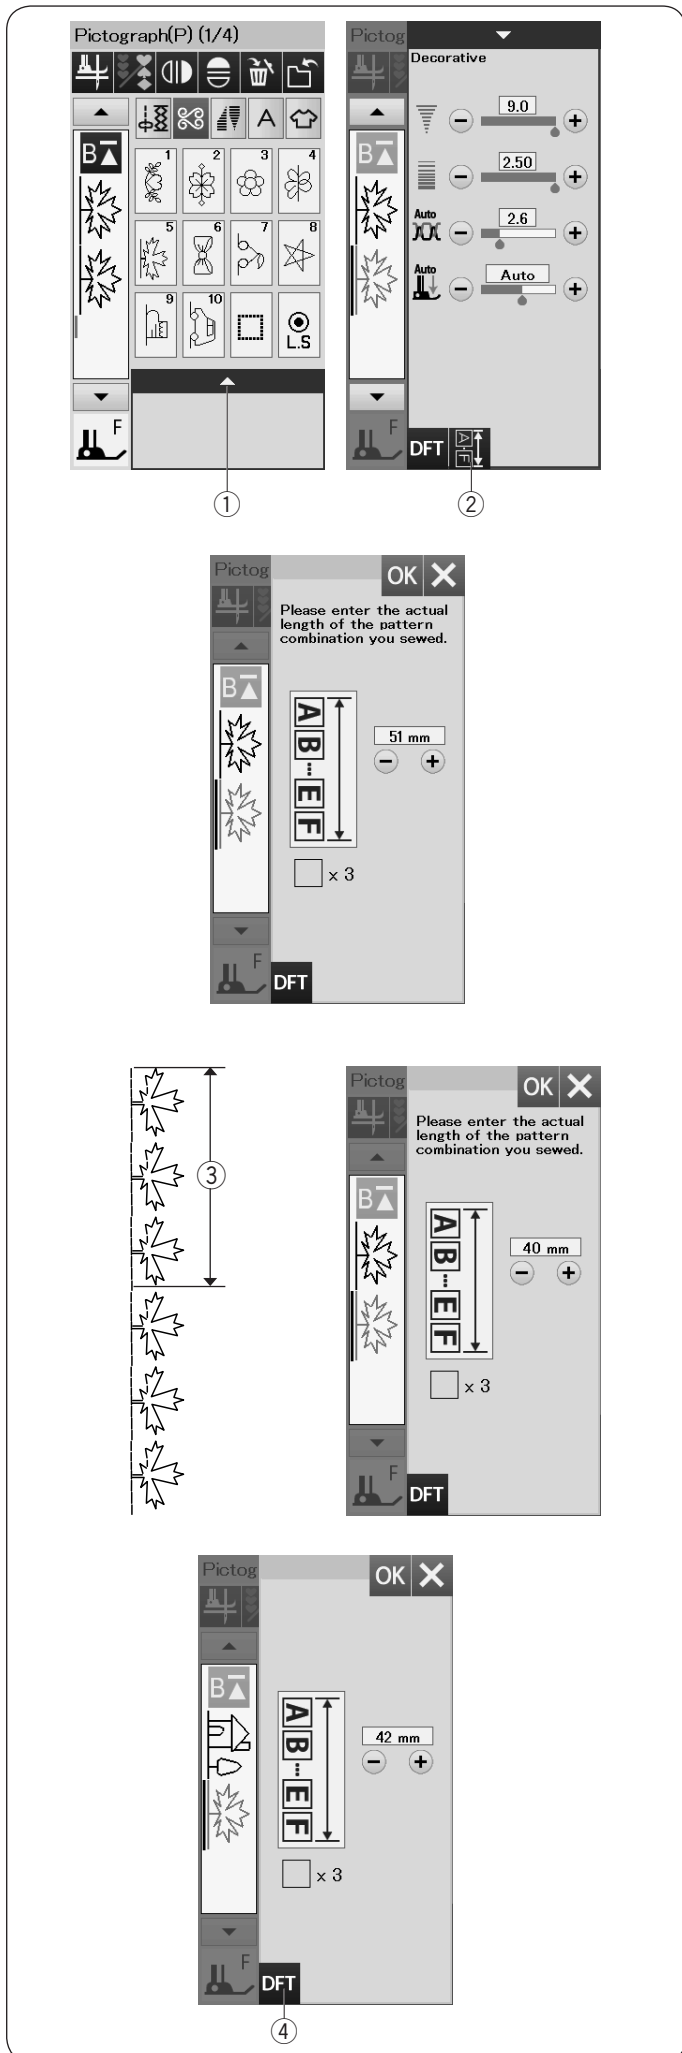 Pictograph(P) (1/4)
B
A
1
2
3
4
5
6
7
8
9
10
L.S
F
①
Pictog
Decorative
B
9.0
2.50
Auto
2.6
Auto
Auto
F
DFT
A
F
②
Pictog
OK
Please enter the actual
length of the pattern
combination you sewed.
B
A
B
E
F
51 mm
x 3
F
DFT
③
Pictog
OK
Please enter the actual
length of the pattern
combination you sewed.
B
A
B
E
F
40 mm
x 3
F
DFT
Pictog
OK
B
A
B
E
F
42 mm
x 3
F
DFT
④